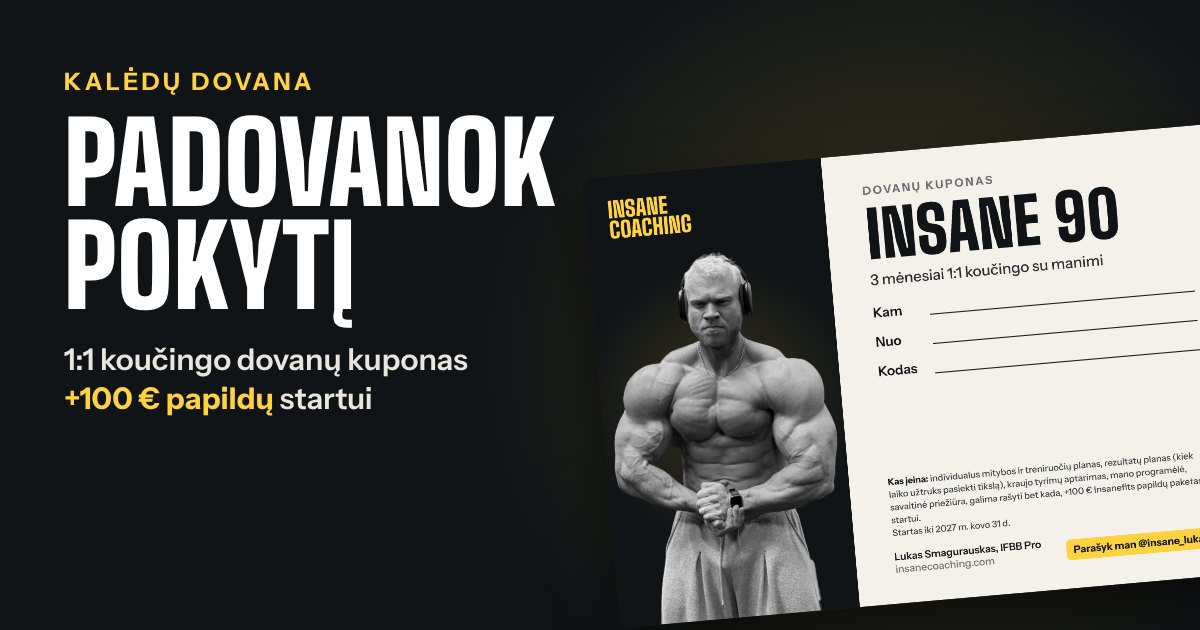 KALĖDŲ DOVANA
PADOVANOK
POKYTĮ
1:1 koučingo dovanų kuponas
+100 € papildų startui
INSANE
COACHING
DOVANŲ KUPONAS
INSANE 90
3 mėnesiai 1:1 koučingo su manimi
Kam
Nuo
Kodas
Kas įeina: individualus mitybos ir treniruočių planas, rezultatų planas (kiek
laiko užtruks pasiekti tikslą), kraujo tyrimų aptarimas, mano programėlė,
savaitinė priežiūra, galima rašyti bet kada, +100 € Insanefits papildų paketas
startui.
Startas iki 2027 m. kovo 31 d.
Lukas Smagurauskas, IFBB Pro
insanecoaching.com
Parašyk man